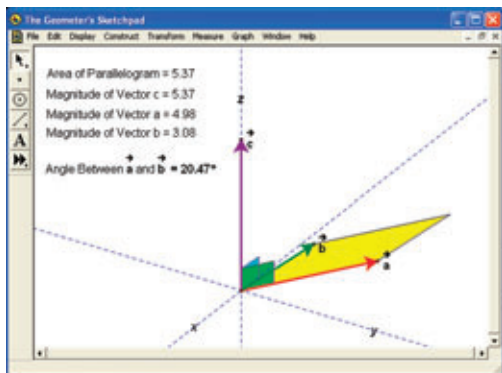 The Geometer's Sketchpad
File Edit Display Construct Transform Measure Graph Window Help
Area of Parallelogram = 5.37
Magnitude of Vector c = 5.37
Magnitude of Vector a = 4.98
Magnitude of Vector b = 3.08
Angle Between a and b = 20.47°
z
c
b
a
x
y
A